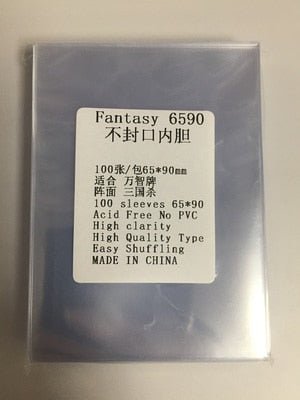 Fantasy 6590
不封口内胆
100张/包65*90mm
适合 万智牌
阵面 三国杀
100 sleeves 65*90
Acid Free No PVC
High clarity
High Quality Type
Easy Shuffling
MADE IN CHINA